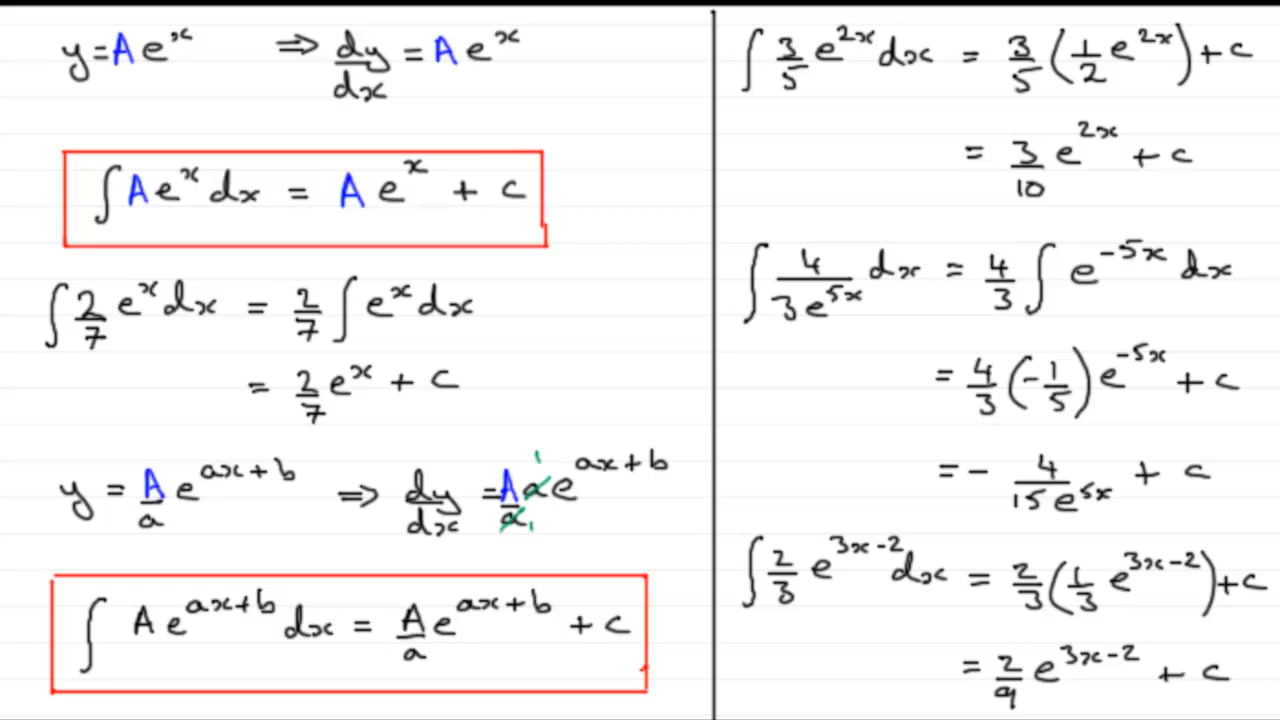 y = Ae^x ⇒ dy/dx = Ae^x
∫ Ae^x dx = Ae^x + c
∫ 2/7 e^x dx = 2/7 ∫ e^x dx
= 2/7 e^x + c
y = A/a e^(ax+b) ⇒ dy/dx = A/a₁ a¹ e^(ax+b)
∫ Ae^(ax+b) dx = A/a e^(ax+b) + c
∫ 3/5 e^(2x) dx = 3/5 (1/2 e^(2x)) + c
= 3/10 e^(2x) + c
∫ 4/(3e^(5x)) dx = 4/3 ∫ e^(-5x) dx
= 4/3 (-1/5) e^(-5x) + c
= - 4/(15e^(5x)) + c
∫ 2/3 e^(3x-2) dx = 2/3 (1/3 e^(3x-2)) + c
= 2/9 e^(3x-2) + c